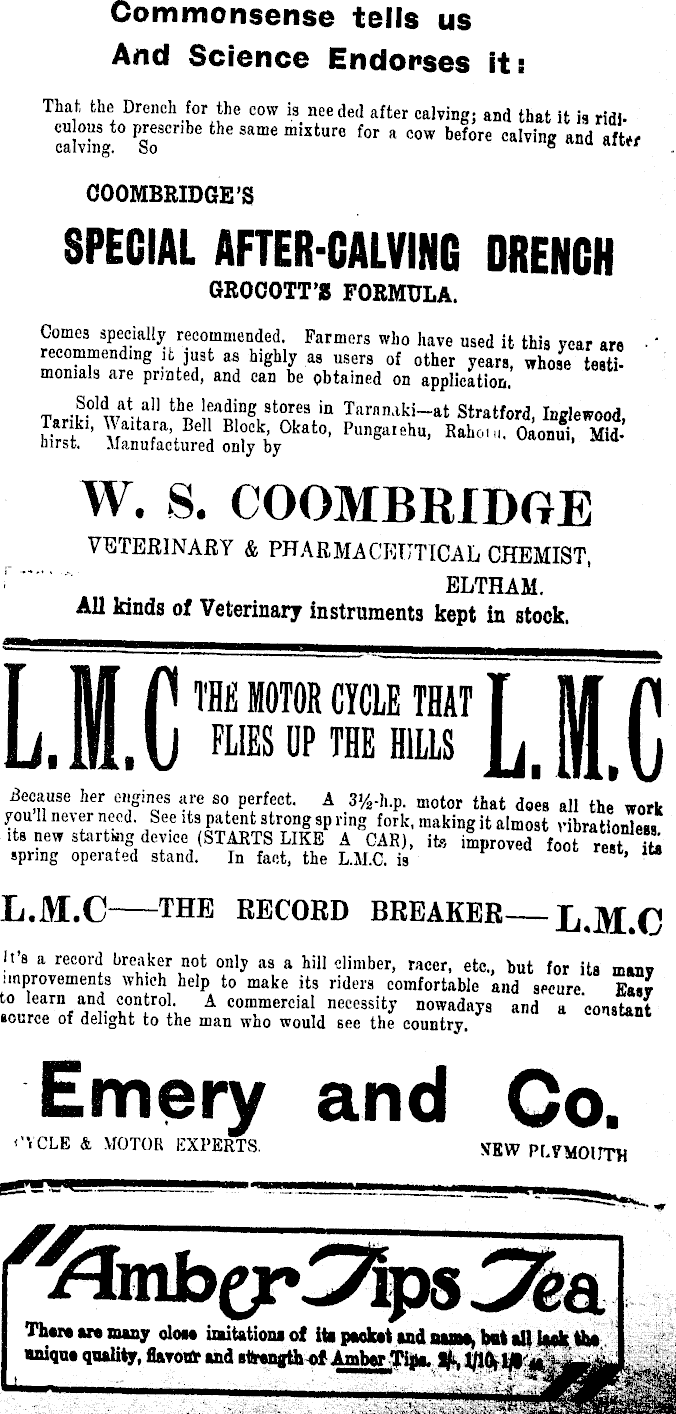 Commonsense tells us
And Science Endorses it:
That the Drench for the cow is needed after calving; and that it is ridi-
culous to prescribe the same mixture for a cow before calving and after
calving. So
COOMBRIDGE'S
SPECIAL AFTER-CALVING DRENCH
GROCOTT'S FORMULA.
Comes specially recommended. Farmers who have used it this year are
recommending it just as highly as users of other years, whose testi-
monials are printed, and can be obtained on application.
Sold at all the leading stores in Taranaki—at Stratford, Inglewood,
Tariki, Waitara, Bell Block, Okato, Pungarehu, Rahotu, Oaonui, Mid-
hirst. Manufactured only by
W. S. COOMBRIDGE
VETERINARY & PHARMACEUTICAL CHEMIST,
ELTHAM.
All kinds of Veterinary instruments kept in stock.
L.M.C THE MOTOR CYCLE THAT L.M.C
FLIES UP THE HILLS
Because her engines are so perfect. A 3½-h.p. motor that does all the work
you'll never need. See its patent strong spring fork, making it almost vibrationless,
its new starting device (STARTS LIKE A CAR), its improved foot rest, its
spring operated stand. In fact, the L.M.C. is
L.M.C—THE RECORD BREAKER—L.M.C
It's a record breaker not only as a hill climber, racer, etc., but for its many
improvements which help to make its riders comfortable and secure. Easy
to learn and control. A commercial necessity nowadays and a constant
source of delight to the man who would see the country.
Emery and Co.
CYCLE & MOTOR EXPERTS. NEW PLYMOUTH
Amber Tips Tea
There are many close imitations of its packet and name, but all lack the
unique quality, flavour and strength of Amber Tips. 2/-, 1/10,